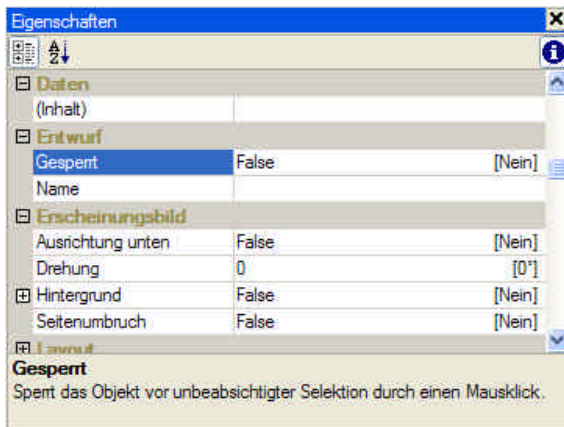 Eigenschaften
Daten
(Inhalt)
Entwurf
Gesperrt False [Nein]
Name
Erscheinungsbild
Ausrichtung unten False [Nein]
Drehung 0 [0°]
Hintergrund False [Nein]
Seitenumbruch False [Nein]
Layout
Gesperrt
Sperrt das Objekt vor unbeabsichtigter Selektion durch einen Mausklick.